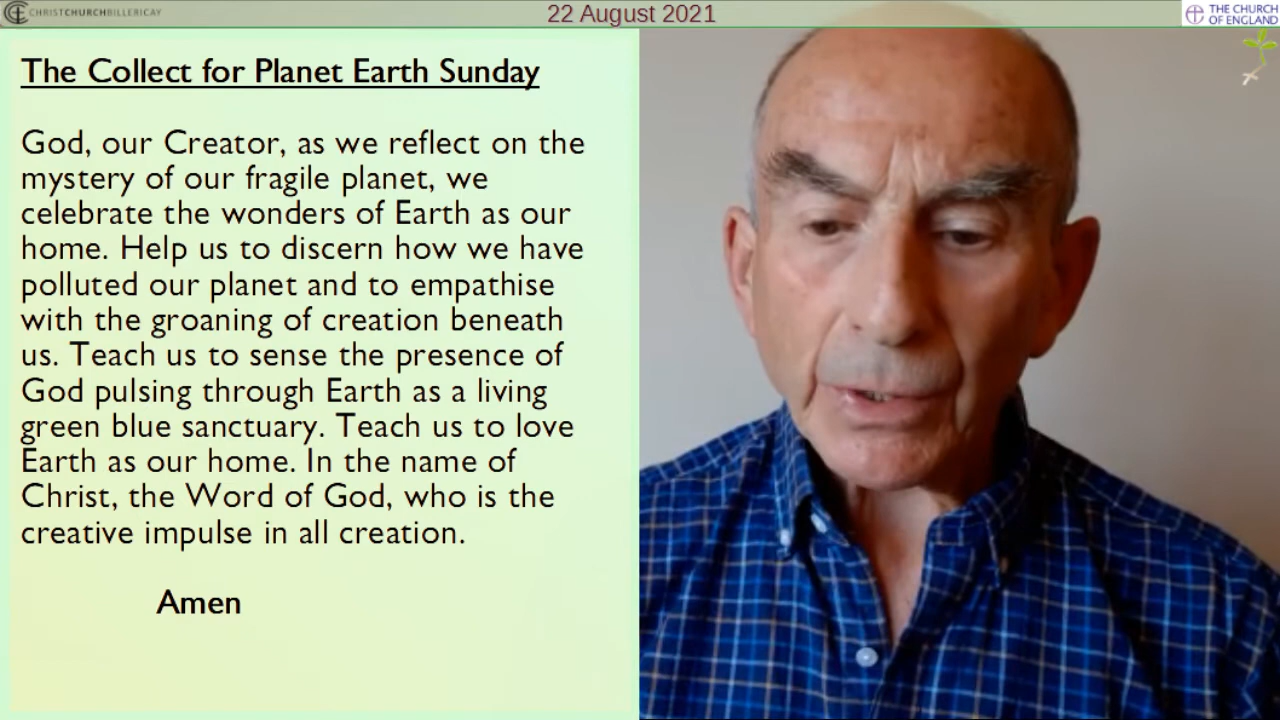 CHRISTCHURCHBILLERICAY
22 August 2021
THE CHURCH
OF ENGLAND
The Collect for Planet Earth Sunday
God, our Creator, as we reflect on the
mystery of our fragile planet, we
celebrate the wonders of Earth as our
home. Help us to discern how we have
polluted our planet and to empathise
with the groaning of creation beneath
us. Teach us to sense the presence of
God pulsing through Earth as a living
green blue sanctuary. Teach us to love
Earth as our home. In the name of
Christ, the Word of God, who is the
creative impulse in all creation.
Amen